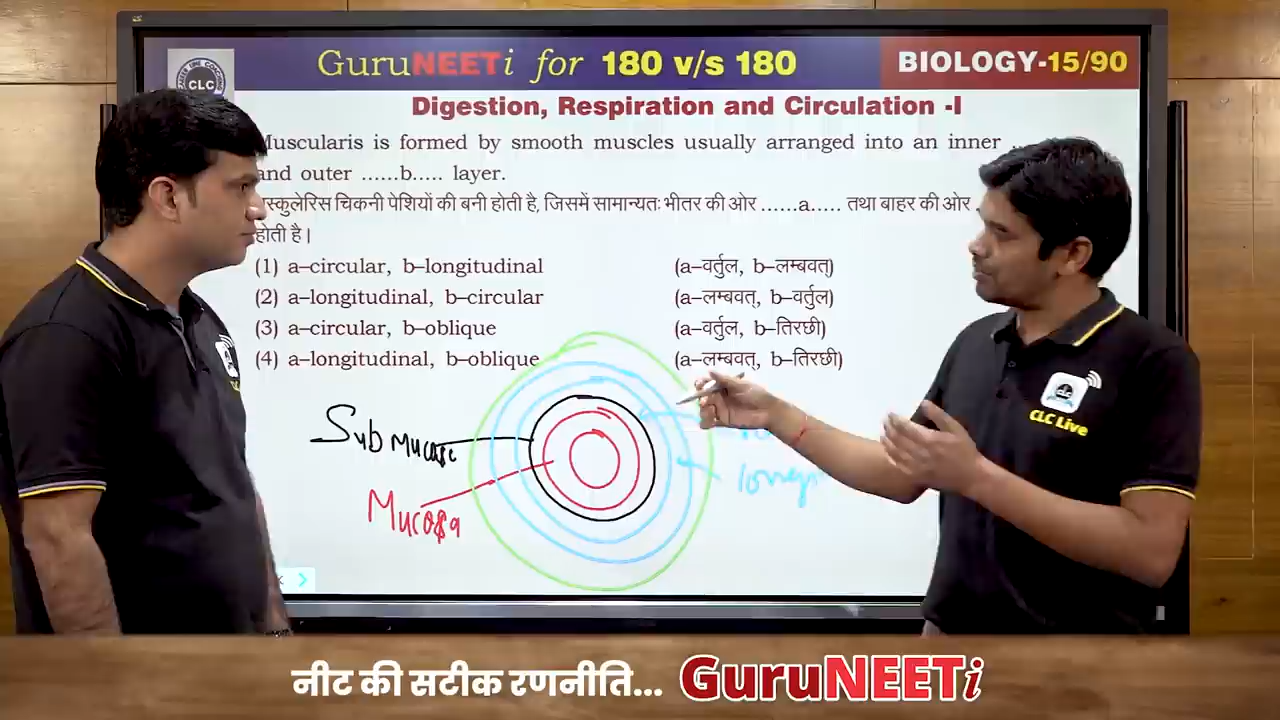 GuruNEETi for 180 v/s 180
BIOLOGY-15/90
CLC
Digestion, Respiration and Circulation -I
Muscularis is formed by smooth muscles usually arranged into an inner ..
and outer ......b..... layer.
चिकनी पेशियों की बनी होती है, जिसमें सामान्यतः भीतर की ओर ......a..... तथा बाहर की ओर
होती है।
(1) a–circular, b–longitudinal (a–वर्तुल, b–लम्बवत्)
(2) a–longitudinal, b–circular (a–लम्बवत्, b–वर्तुल)
(3) a–circular, b–oblique (a–वर्तुल, b–तिरछी)
(4) a–longitudinal, b–oblique (a–लम्बवत्, b–तिरछी)
Mucosa
CLC Live
नीट की सटीक रणनीति... GuruNEETi